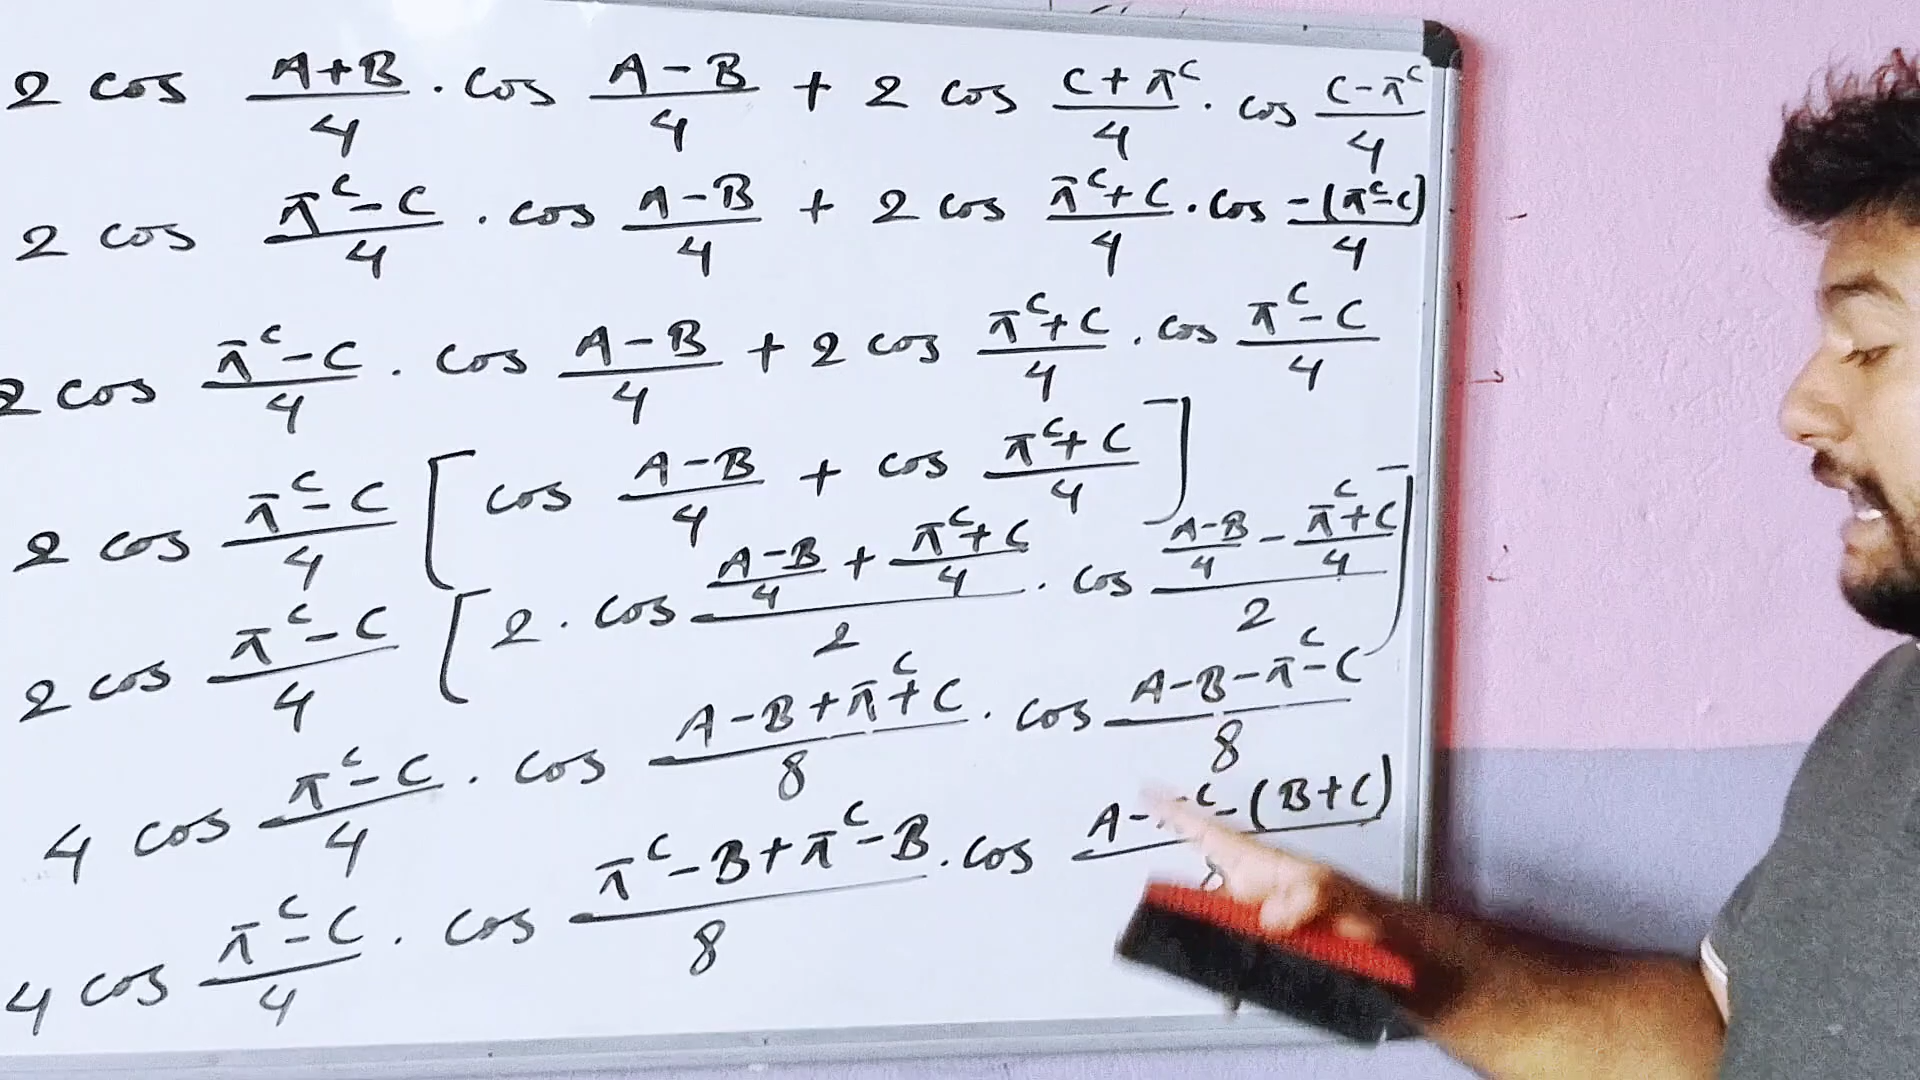 2 cos (A+B)/4 · cos (A-B)/4 + 2 cos (C+π^c)/4 · cos (C-π^c)/4
2 cos (π^c-C)/4 · cos (A-B)/4 + 2 cos (π^c+C)/4 · cos -(π^c-C)/4
2 cos (π^c-C)/4 · cos (A-B)/4 + 2 cos (π^c+C)/4 · cos (π^c-C)/4
2 cos (π^c-C)/4 [cos (A-B)/4 + cos (π^c+C)/4]
2 cos (π^c-C)/4 [2 · cos ((A-B)/4 + (π^c+C)/4)/2 · cos ((A-B)/4 - (π^c+C)/4)/2]
4 cos (π^c-C)/4 · cos (A-B+π^c+C)/8 · cos (A-B-π^c-C)/8
4 cos (π^c-C)/4 · cos (π^c-B+π^c-B)/8 · cos (A- -(B+C))/